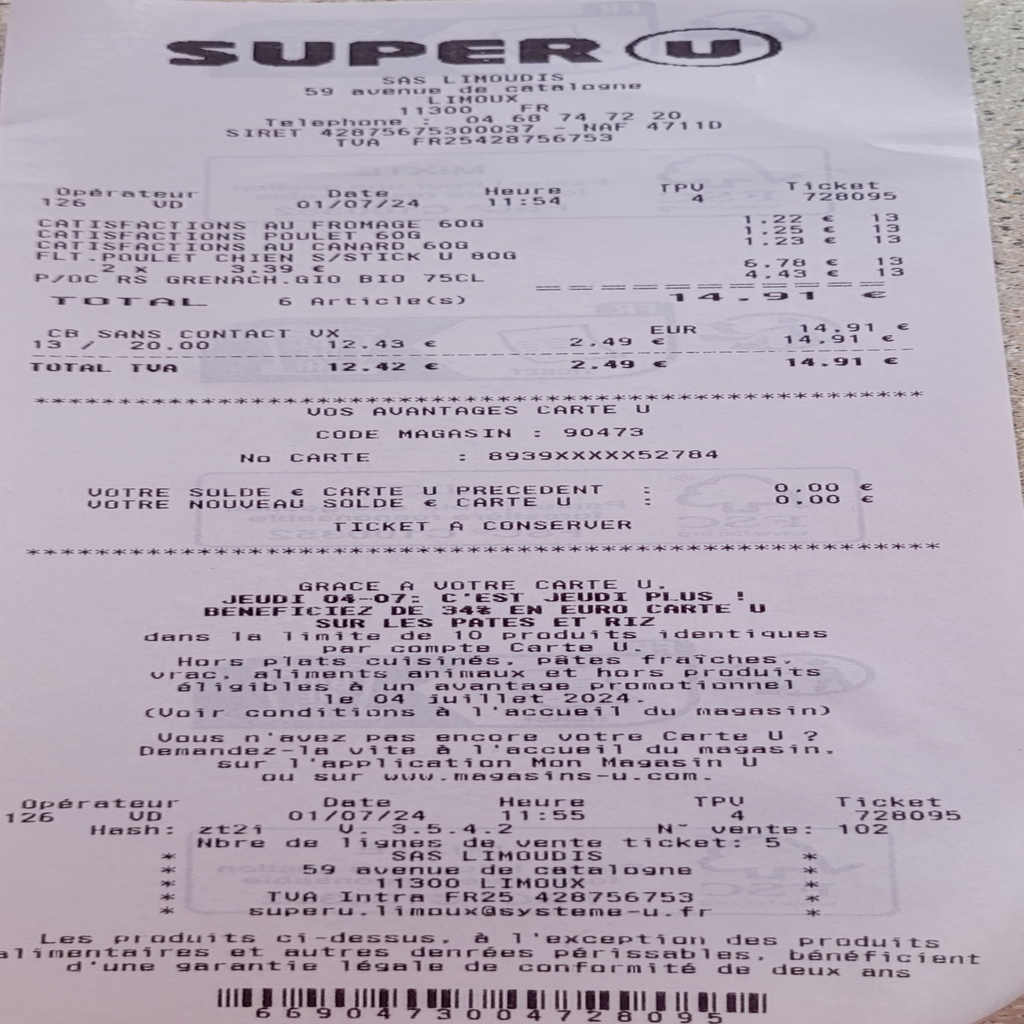 SUPER U
SAS LIMOUDIS
59 avenue de catalogne
LIMOUX
11300 FR
Telephone : 04 68 74 72 20
SIRET 42875675300037 - NAF 4711D
TVA FR25428756753
Opérateur Date Heure TPV Ticket
126 VD 01/07/24 11:54 4 728095
CATISFACTIONS AU FROMAGE 60G 1.22 € 13
CATISFACTIONS POULET 60G 1.25 € 13
CATISFACTIONS AU CANARD 60G 1.23 € 13
FLT.POULET CHIEN S/STICK U 80G
2 x 3.39 € 6.78 € 13
P/OC RS GRENACH.GIO BIO 75CL 4.43 € 13
TOTAL 6 Article(s) 14.91 €
CB SANS CONTACT VX EUR 14.91 €
13 / 20.00 12.43 € 2.49 € 14.91 €
TOTAL TVA 12.42 € 2.49 € 14.91 €
VOS AVANTAGES CARTE U
CODE MAGASIN : 90473
No CARTE : 8939XXXXX52784
VOTRE SOLDE € CARTE U PRECEDENT : 0.00 €
VOTRE NOUVEAU SOLDE € CARTE U : 0.00 €
TICKET A CONSERVER
GRACE A VOTRE CARTE U,
JEUDI 04-07: C'EST JEUDI PLUS !
BENEFICIEZ DE 34% EN EURO CARTE U
SUR LES PATES ET RIZ
dans la limite de 10 produits identiques
par compte Carte U.
Hors plats cuisinés, pâtes fraîches,
vrac, aliments animaux et hors produits
éligibles à un avantage promotionnel
le 04 juillet 2024.
(Voir conditions à l'accueil du magasin)
Vous n'avez pas encore votre Carte U ?
Demandez-la vite à l'accueil du magasin,
sur l'application Mon Magasin U
ou sur www.magasins-u.com.
Opérateur Date Heure TPV Ticket
126 VD 01/07/24 11:55 4 728095
Hash: zt2i V. 3.5.4.2 N° vente: 102
Nbre de lignes de vente ticket: 5
* SAS LIMOUDIS *
* 59 avenue de catalogne *
* 11300 LIMOUX *
* TVA Intra FR25 428756753 *
* superu.limoux@systeme-u.fr *
Les produits ci-dessus, à l'exception des produits
alimentaires et autres denrées périssables, bénéficient
d'une garantie légale de conformité de deux ans
6690473004728095